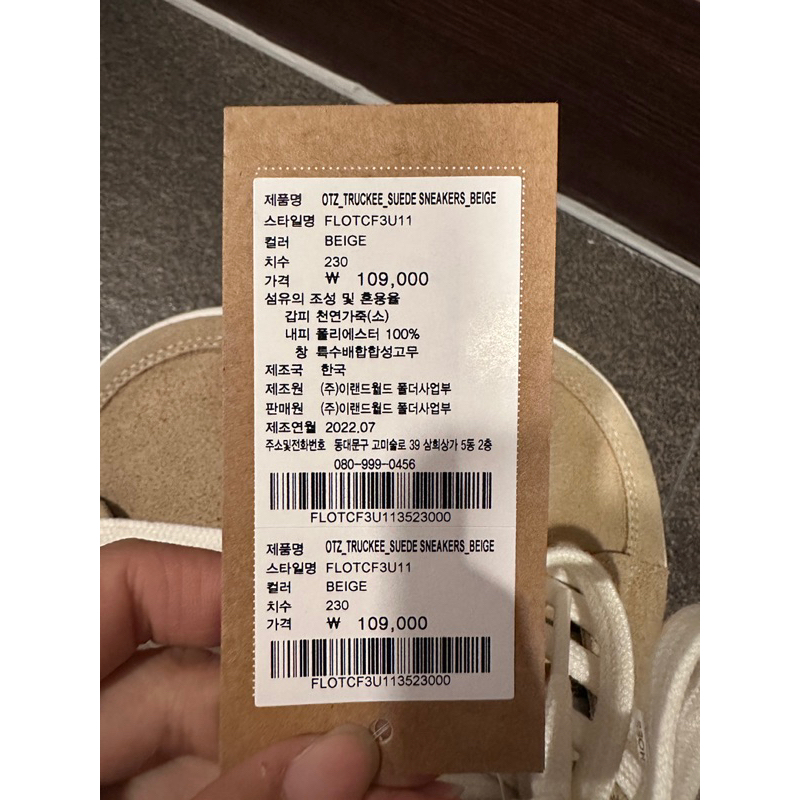 제품명 OTZ_TRUCKEE_SUEDE SNEAKERS_BEIGE
스타일명 FLOTCF3U11
컬러 BEIGE
치수 230
가격 ₩ 109,000
섬유의 조성 및 혼용율
갑피 천연가죽(소)
내피 폴리에스터 100%
창 특수배합합성고무
제조국 한국
제조원 (주)이랜드월드 폴더사업부
판매원 (주)이랜드월드 폴더사업부
제조연월 2022.07
주소및전화번호 동대문구 고미술로 39 삼희상가 5동 2층
080-999-0456
FLOTCF3U113523000
제품명 OTZ_TRUCKEE_SUEDE SNEAKERS_BEIGE
스타일명 FLOTCF3U11
컬러 BEIGE
치수 230
가격 ₩ 109,000
FLOTCF3U113523000